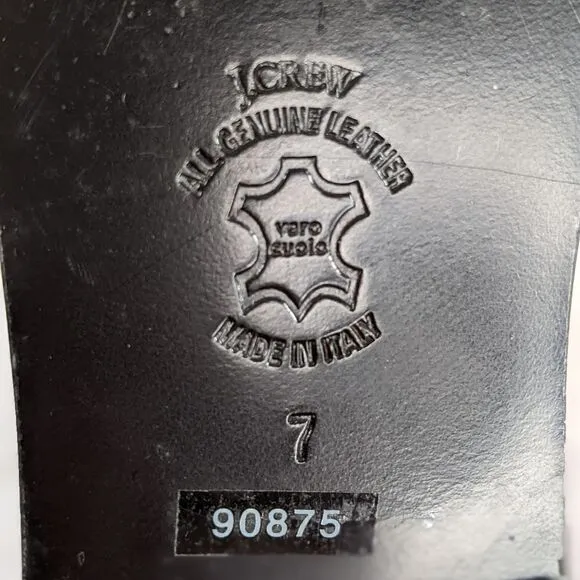 J.CREW
ALL GENUINE LEATHER
vero
cuoio
MADE IN ITALY
7
90875